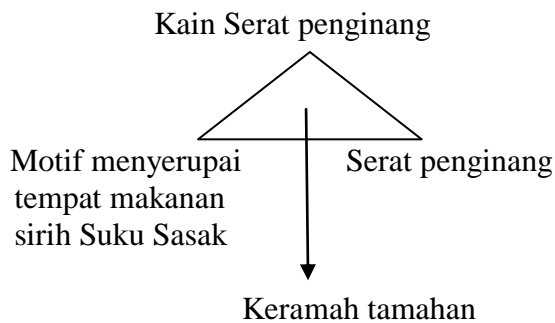 Kain Serat penginang
Motif menyerupai
tempat makanan
sirih Suku Sasak
Serat penginang
Keramah tamahan